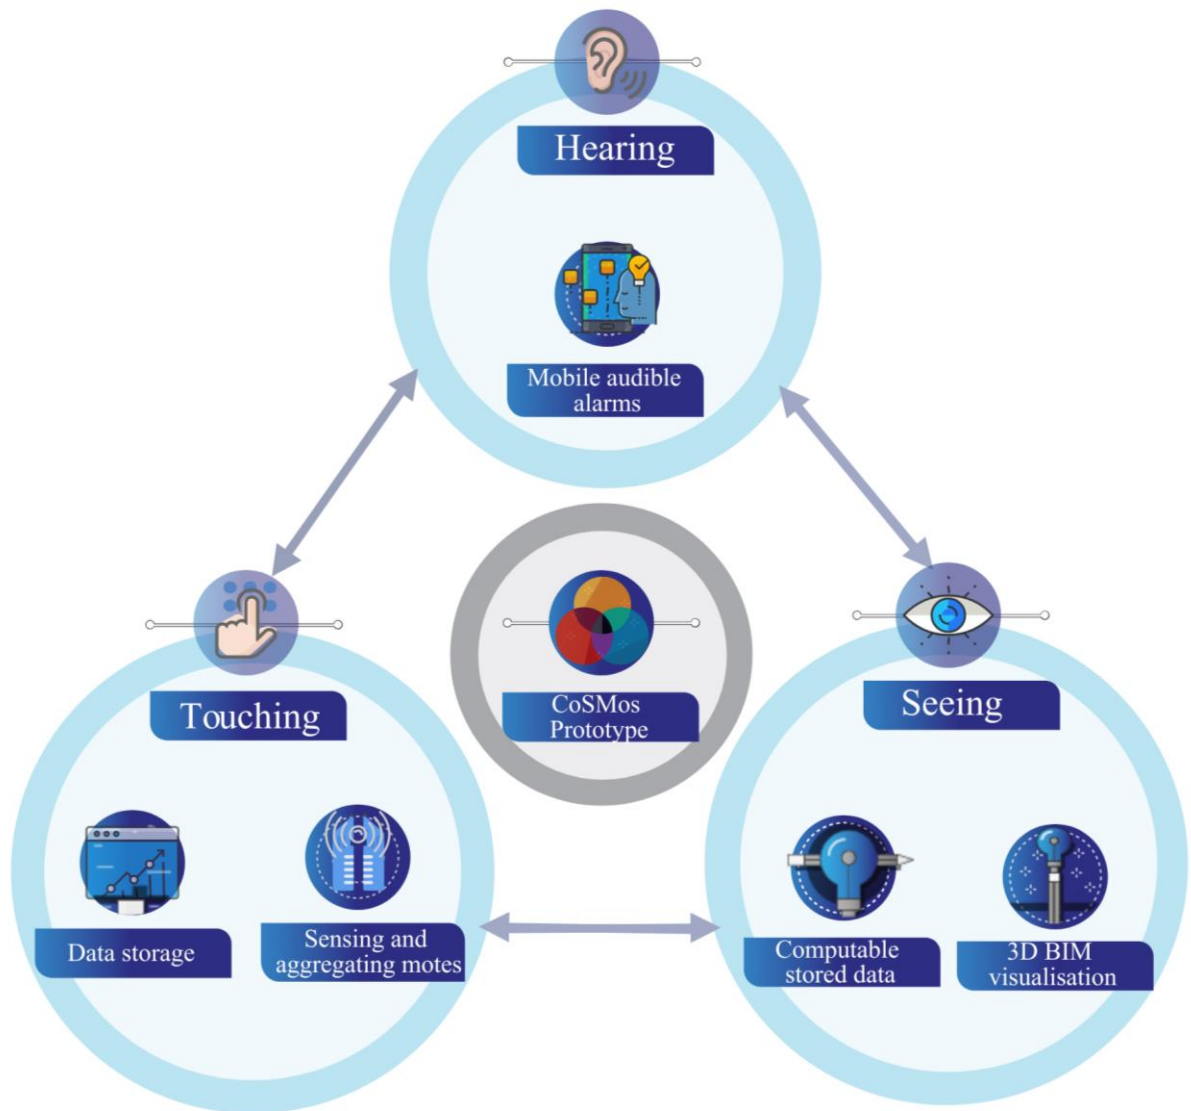 Hearing
Mobile audible
alarms
Touching
Data storage
Sensing and
aggregating motes
CoSMos
Prototype
Seeing
Computable
stored data
3D BIM
visualisation